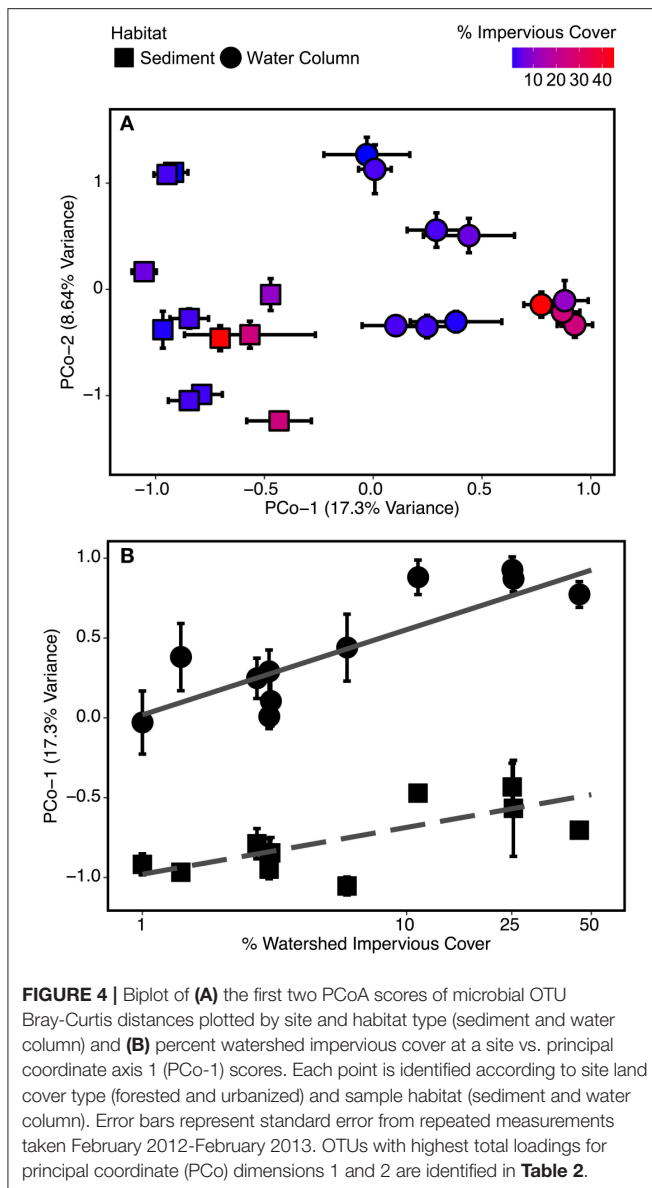 Habitat
Sediment Water Column
% Impervious Cover
10 20 30 40
A
1
0
−1
PCo−2 (8.64% Variance)
−1.0 −0.5 0.0 0.5 1.0
PCo−1 (17.3% Variance)
B
1.0
0.5
0.0
−0.5
−1.0
PCo−1 (17.3% Variance)
1 10 25 50
% Watershed Impervious Cover
FIGURE 4 | Biplot of (A) the first two PCoA scores of microbial OTU
Bray-Curtis distances plotted by site and habitat type (sediment and water
column) and (B) percent watershed impervious cover at a site vs. principal
coordinate axis 1 (PCo-1) scores. Each point is identified according to site land
cover type (forested and urbanized) and sample habitat (sediment and water
column). Error bars represent standard error from repeated measurements
taken February 2012-February 2013. OTUs with highest total loadings for
principal coordinate (PCo) dimensions 1 and 2 are identified in Table 2.